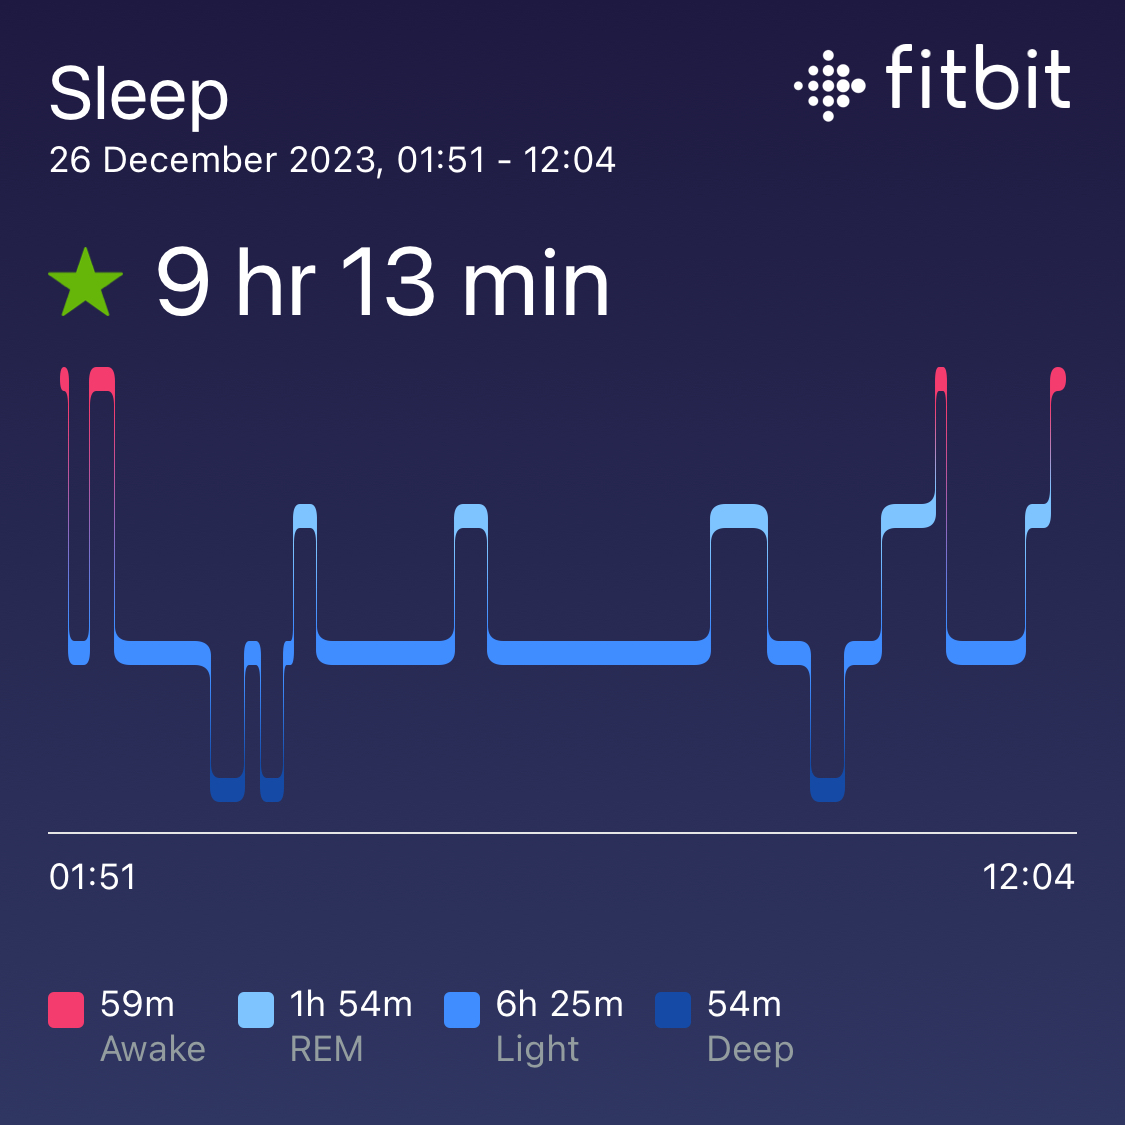 Sleep
fitbit
26 December 2023, 01:51 - 12:04
9 hr 13 min
01:51
12:04
59m
Awake
1h 54m
REM
6h 25m
Light
54m
Deep